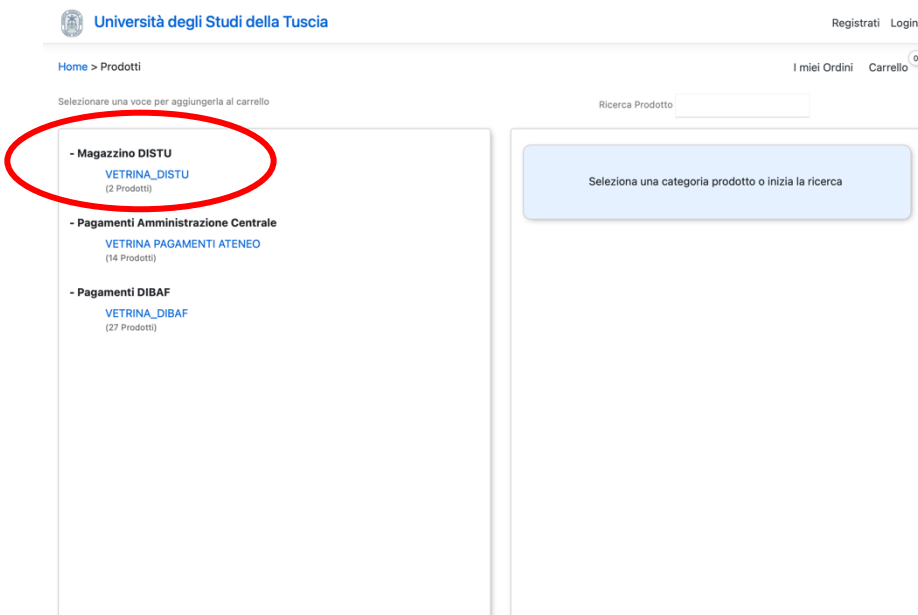 Università degli Studi della Tuscia
Registrati Login
Home > Prodotti
I miei Ordini Carrello 0
Selezionare una voce per aggiungerla al carrello
Ricerca Prodotto
- Magazzino DISTU
VETRINA_DISTU
(2 Prodotti)
- Pagamenti Amministrazione Centrale
VETRINA PAGAMENTI ATENEO
(14 Prodotti)
- Pagamenti DIBAF
VETRINA_DIBAF
(27 Prodotti)
Seleziona una categoria prodotto o inizia la ricerca